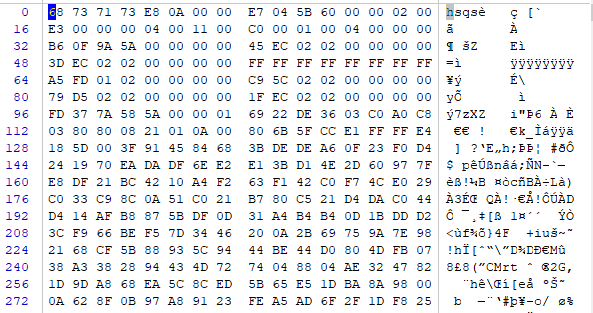 0 68 73 71 73 E8 0A 00 00 E7 04 5B 60 00 00 02 00 hsqsè ç [`
16 E3 00 00 00 04 00 11 00 C0 00 01 00 04 00 00 00 ã À
32 B6 0F 9A 5A 00 00 00 00 45 EC 02 02 00 00 00 00 ¶ šZ Eì
48 3D EC 02 02 00 00 00 00 FF FF FF FF FF FF FF FF =ì ÿÿÿÿÿÿÿÿ
64 A5 FD 01 02 00 00 00 00 C9 5C 02 02 00 00 00 00 ¥ý É\
80 79 D5 02 02 00 00 00 00 1F EC 02 02 00 00 00 00 yÕ ì
96 FD 37 7A 58 5A 00 00 01 69 22 DE 36 03 C0 A0 C8 ý7zXZ i"Þ6 À È
112 03 80 80 08 21 01 0A 00 80 6B 5F CC E1 FF FF E4 €€ ! €k_Ìáÿÿä
128 1D 5D 00 3F 91 45 84 68 3B DE DE A6 0F 23 F0 D4 ] ?‘E„h;ÞÞ¦ #ðÔ
144 24 19 70 EA DA DF 6E E2 E1 3B D1 4E 2D 60 97 7F $ pêÚßnâá;ÑN-`—
160 E8 DF 21 BC 42 10 A4 F2 63 F1 42 C0 F7 4C E0 29 èß!¼B ¤òcñBÀ÷Là)
176 C0 33 C9 8C 0A 51 C0 21 B7 80 C5 21 D4 DA C0 44 À3ÉŒ QÀ!·€Å!ÔÚÀD
192 D4 14 AF B8 87 5B DF 0D 31 A4 B4 B4 0D 1B DD D2 Ô ¯¸‡[ß 1¤´´ ÝÒ
208 3C F9 66 BE F5 7D 34 46 20 0A 2B 69 75 9A 7E 98 <ùf¾õ}4F +iuš~˜
224 21 68 CF 5B 88 93 5C 94 44 BE 44 D0 80 4D FB 07 !hÏ[ˆ“\”D¾DÐ€Mû
240 38 A3 38 28 94 43 4D 72 74 04 88 04 AE 32 47 82 8£8(”CMrt ˆ ®2G‚
256 1D 9D A8 68 EA 5C 8C ED 5B 65 E5 1D BA 8A 98 00 ¨hê\Œí[eå ºŠ˜
272 0A 62 8F 0B 97 A8 91 23 FE A5 AD 6F 2F 1D F8 25 b —¨‘#þ¥-o/ ø%